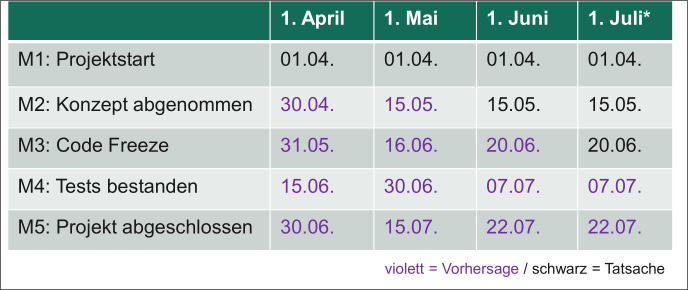 1. April 1. Mai 1. Juni 1. Juli*
M1: Projektstart 01.04. 01.04. 01.04. 01.04.
M2: Konzept abgenommen 30.04. 15.05. 15.05. 15.05.
M3: Code Freeze 31.05. 16.06. 20.06. 20.06.
M4: Tests bestanden 15.06. 30.06. 07.07. 07.07.
M5: Projekt abgeschlossen 30.06. 15.07. 22.07. 22.07.
violett = Vorhersage / schwarz = Tatsache